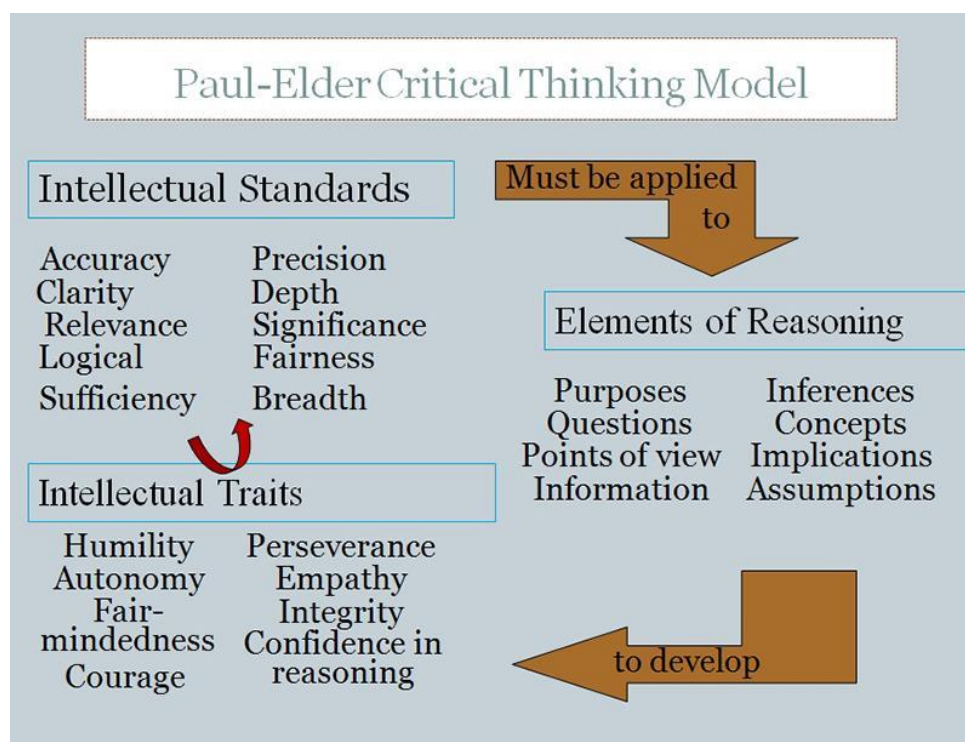 Paul-Elder Critical Thinking Model
Intellectual Standards
Accuracy Precision
Clarity Depth
Relevance Significance
Logical Fairness
Sufficiency Breadth
Must be applied
to
Elements of Reasoning
Purposes Inferences
Questions Concepts
Points of view Implications
Information Assumptions
Intellectual Traits
Humility Perseverance
Autonomy Empathy
Fair- Integrity
mindedness Confidence in
Courage reasoning
to develop